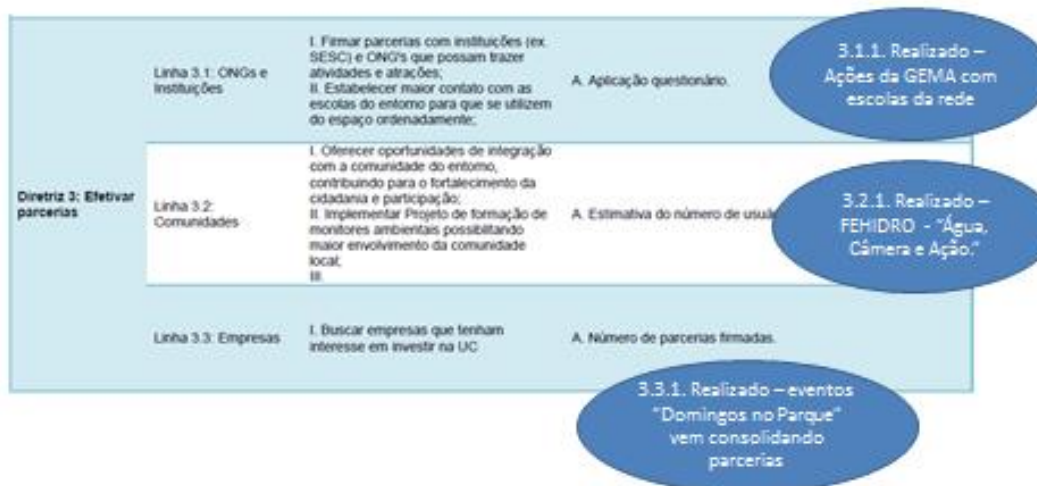 Diretriz 3: Efetivar
parcerias
Linha 3.1: ONGs e
Instituições
I. Firmar parcerias com instituições (ex.
SESC) e ONG's que possam trazer
atividades e atrações;
II. Estabelecer maior contato com as
escolas do entorno para que se utilizem
do espaço ordenadamente;
A. Aplicação questionário.
3.1.1. Realizado –
Ações da GEMA com
escolas da rede
Linha 3.2:
Comunidades
I. Oferecer oportunidades de integração
com a comunidade do entorno,
contribuindo para o fortalecimento da
cidadania e participação;
II. Implementar Projeto de formação de
monitores ambientais possibilitando
maior envolvimento da comunidade
local;
III.
A. Estimativa do número de usuá
3.2.1. Realizado –
FEHIDRO - "Água,
Câmera e Ação."
Linha 3.3: Empresas
I. Buscar empresas que tenham
interesse em investir na UC
A. Número de parcerias firmadas.
3.3.1. Realizado – eventos
"Domingos no Parque"
vem consolidando
parcerias